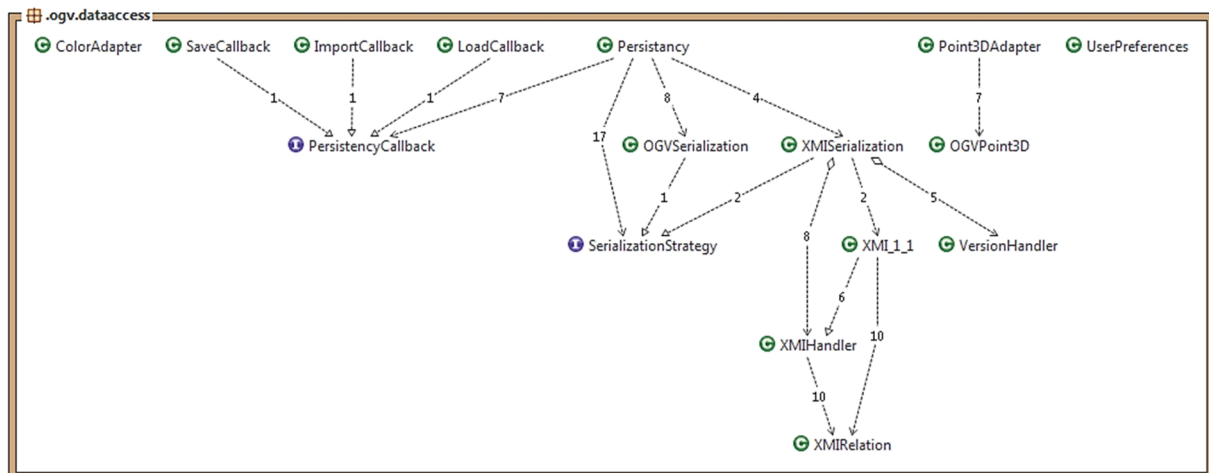 .ogv.dataaccess
C ColorAdapter C SaveCallback C ImportCallback C LoadCallback C Persistancy C Point3DAdapter C UserPreferences
1 1 1 7 8 4 7
17
I PersistencyCallback C OGVSerialization C XMISerialization C OGVPoint3D
1 2 2 5
8
I SerializationStrategy C XMI_1_1 C VersionHandler
6
10
C XMIHandler
10
C XMIRelation